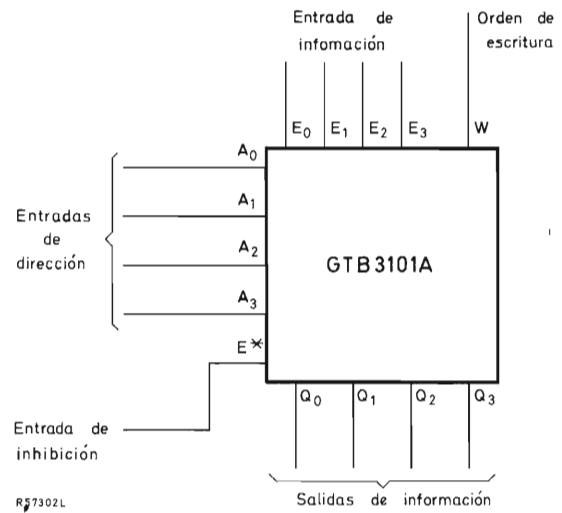 Entrada de
infomación
Orden de
escritura
E0 E1 E2 E3 W
A0
A1
A2
A3
E*
Entradas
de
dirección
GTB3101A
Entrada de
inhibición
Q0 Q1 Q2 Q3
Salidas de información